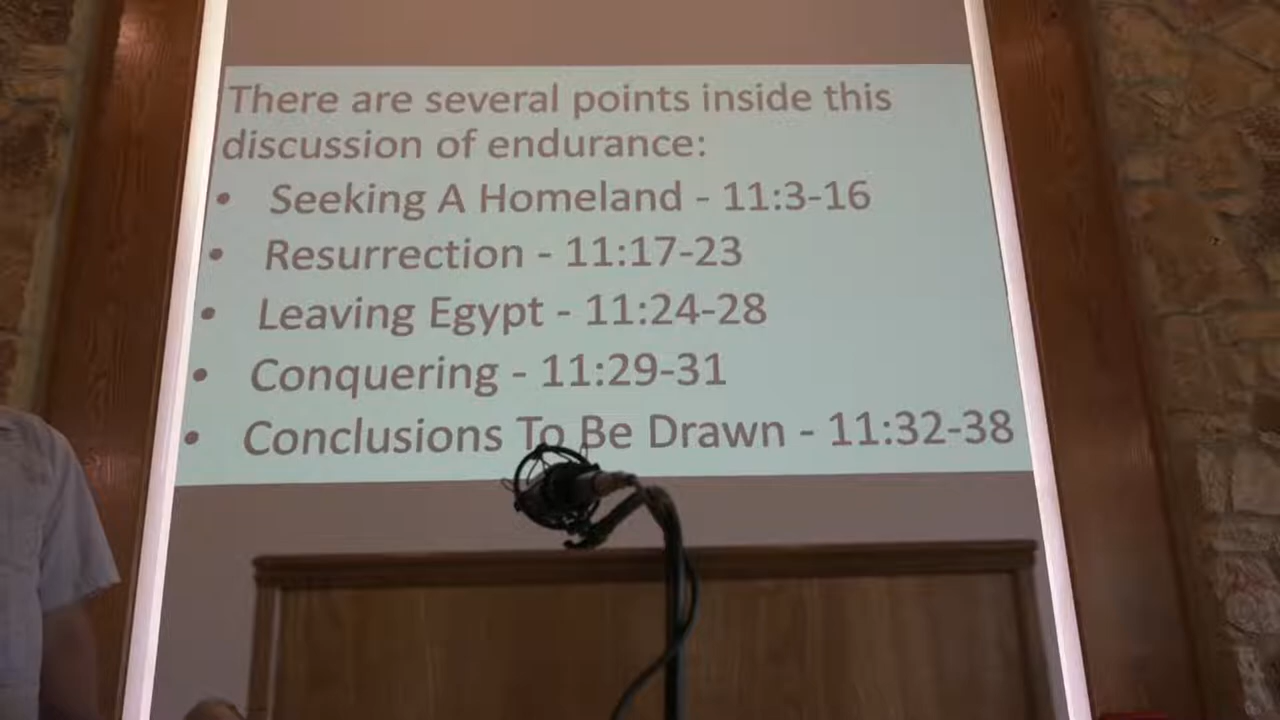 There are several points inside this
discussion of endurance:
• Seeking A Homeland - 11:3-16
• Resurrection - 11:17-23
• Leaving Egypt - 11:24-28
• Conquering - 11:29-31
• Conclusions To Be Drawn - 11:32-38